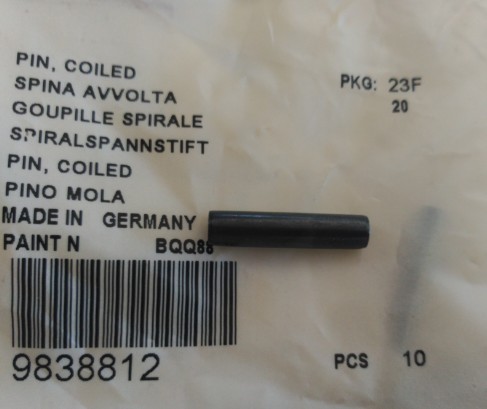 PIN, COILED
SPINA AVVOLTA
GOUPILLE SPIRALE
SPIRALSPANNSTIFT
PIN, COILED
PINO MOLA
MADE IN GERMANY
PAINT N BQQ88
9838812
PKG: 23F
20
PCS 10